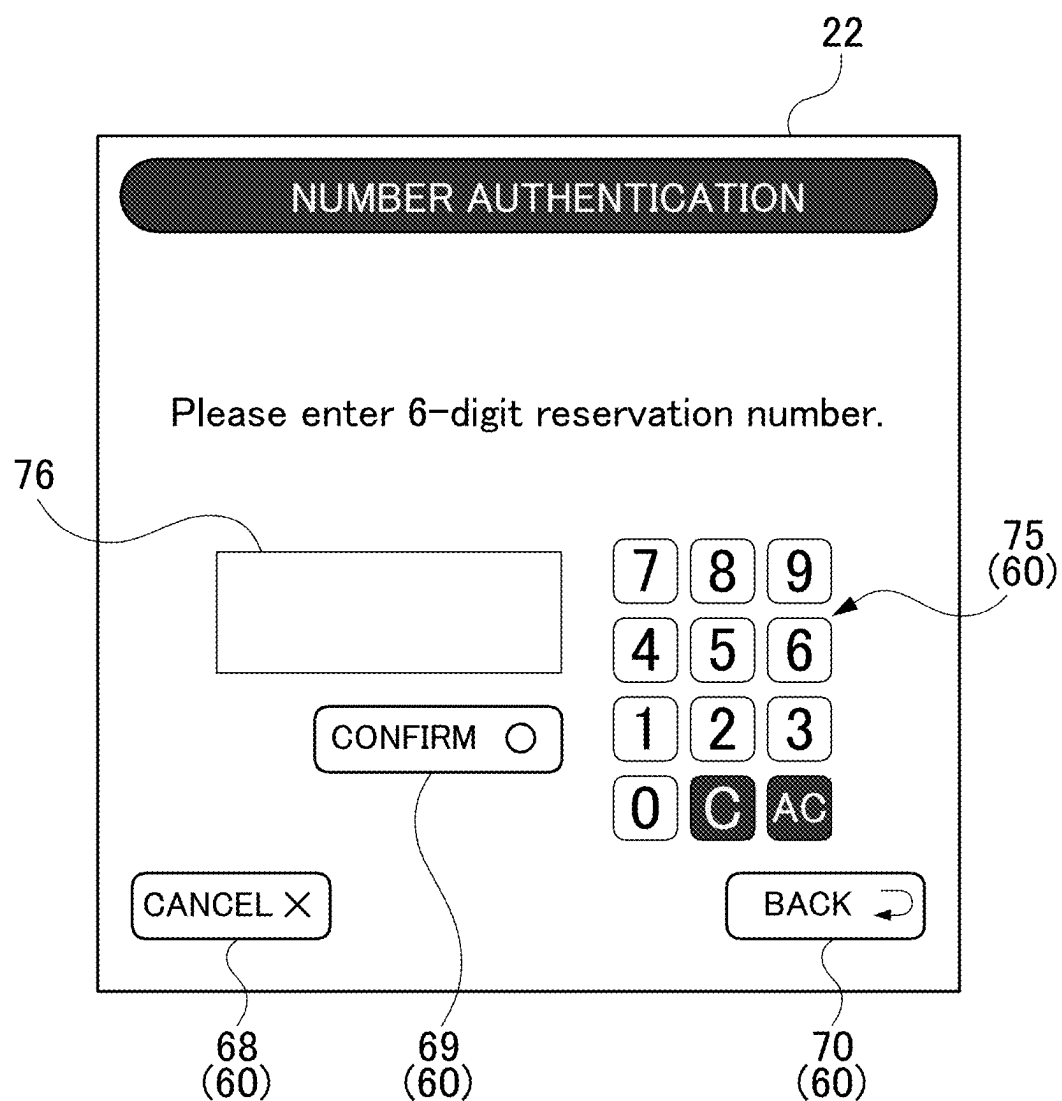 22
NUMBER AUTHENTICATION
Please enter 6-digit reservation number.
76
75
(60)
7 8 9
4 5 6
1 2 3
0 C AC
CONFIRM ○
CANCEL ×
BACK
68
(60)
69
(60)
70
(60)